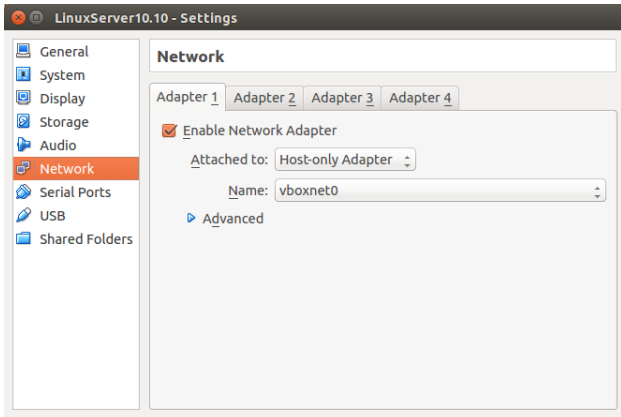 LinuxServer10.10 - Settings
General
System
Display
Storage
Audio
Network
Serial Ports
USB
Shared Folders
Network
Adapter 1 Adapter 2 Adapter 3 Adapter 4
Enable Network Adapter
Attached to: Host-only Adapter
Name: vboxnet0
Advanced